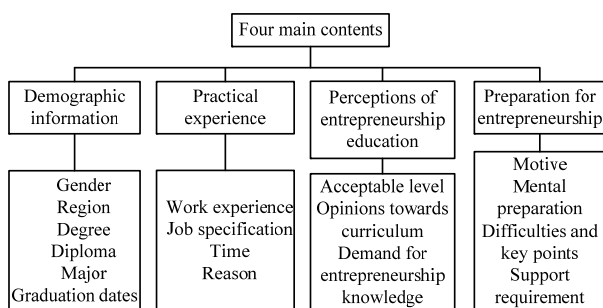 Four main contents
Demographic
information
Practical
experience
Perceptions of
entrepreneurship
education
Preparation for
entrepreneurship
Gender
Region
Degree
Diploma
Major
Graduation dates
Work experience
Job specification
Time
Reason
Acceptable level
Opinions towards
curriculum
Demand for
entrepreneurship
knowledge
Motive
Mental
preparation
Difficulties and
key points
Support
requirement